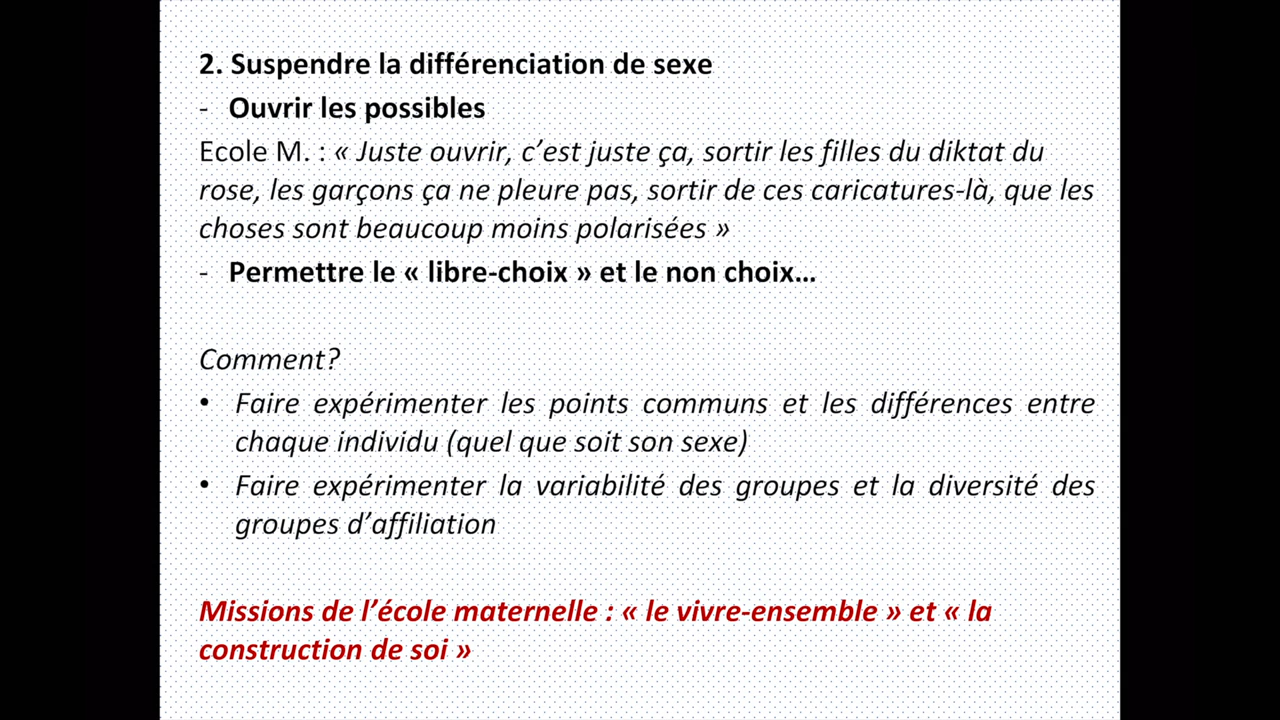 2. Suspendre la différenciation de sexe
- Ouvrir les possibles
Ecole M. : « Juste ouvrir, c’est juste ça, sortir les filles du diktat du
rose, les garçons ça ne pleure pas, sortir de ces caricatures-là, que les
choses sont beaucoup moins polarisées »
- Permettre le « libre-choix » et le non choix…
Comment?
• Faire expérimenter les points communs et les différences entre
chaque individu (quel que soit son sexe)
• Faire expérimenter la variabilité des groupes et la diversité des
groupes d’affiliation
Missions de l’école maternelle : « le vivre-ensemble » et « la
construction de soi »